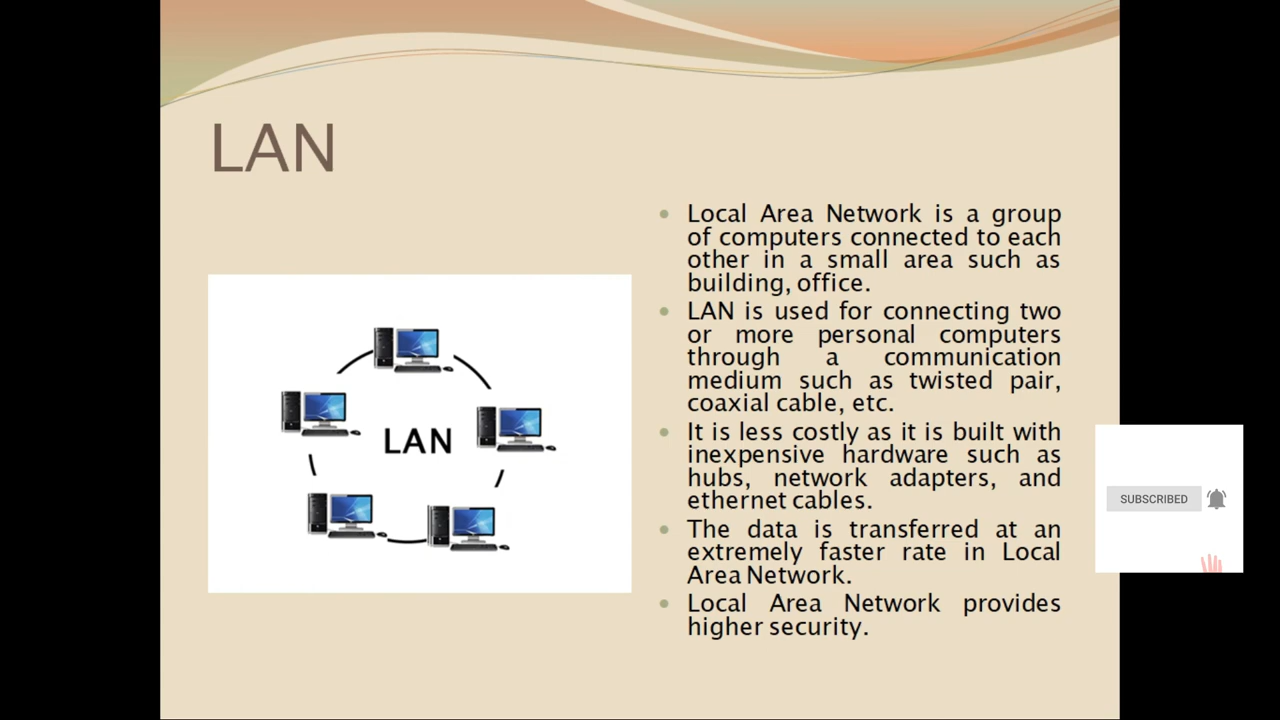 LAN
LAN
Local Area Network is a group
of computers connected to each
other in a small area such as
building, office.
LAN is used for connecting two
or more personal computers
through a communication
medium such as twisted pair,
coaxial cable, etc.
It is less costly as it is built with
inexpensive hardware such as
hubs, network adapters, and
ethernet cables.
The data is transferred at an
extremely faster rate in Local
Area Network.
Local Area Network provides
higher security.
SUBSCRIBED